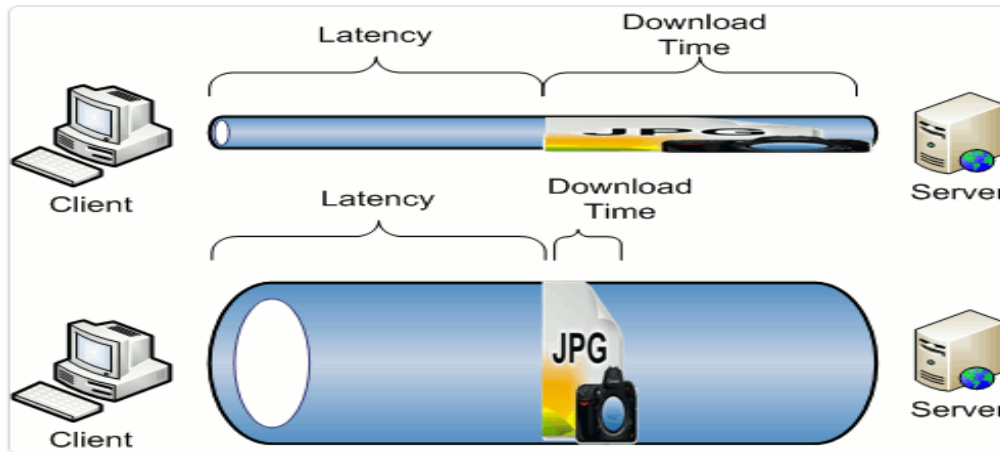 Latency
Download
Time
JPG
Client
Server
Latency
Download
Time
JPG
Client
Server